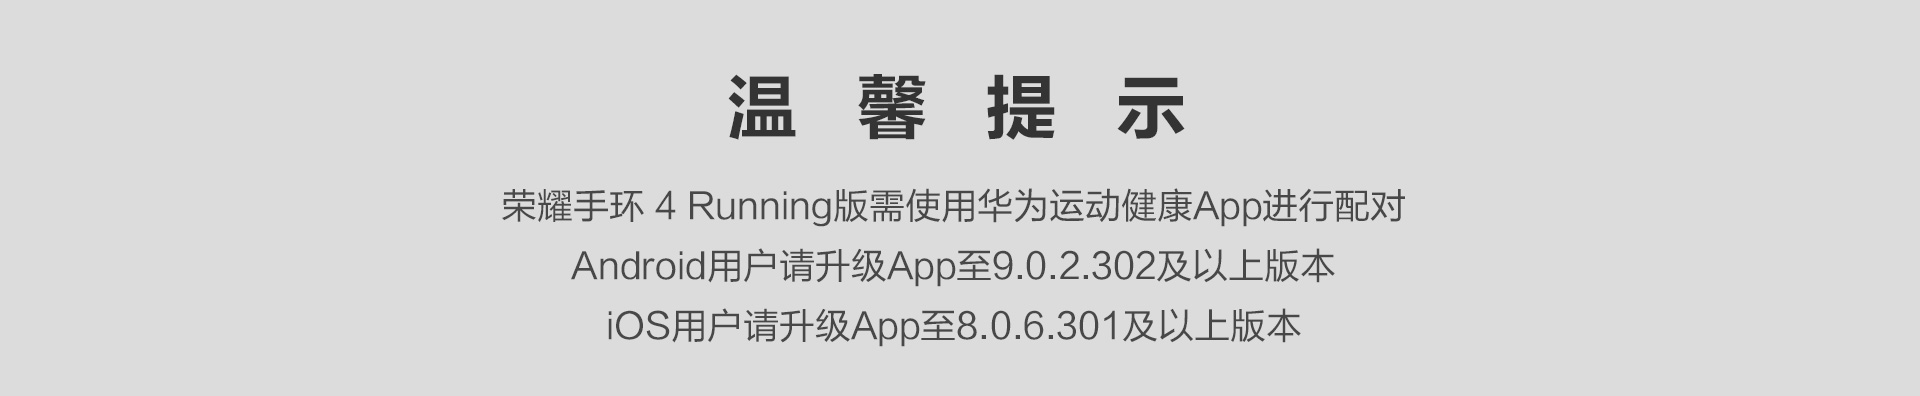 温馨提示
荣耀手环 4 Running版需使用华为运动健康App进行配对
Android用户请升级App至9.0.2.302及以上版本
iOS用户请升级App至8.0.6.301及以上版本